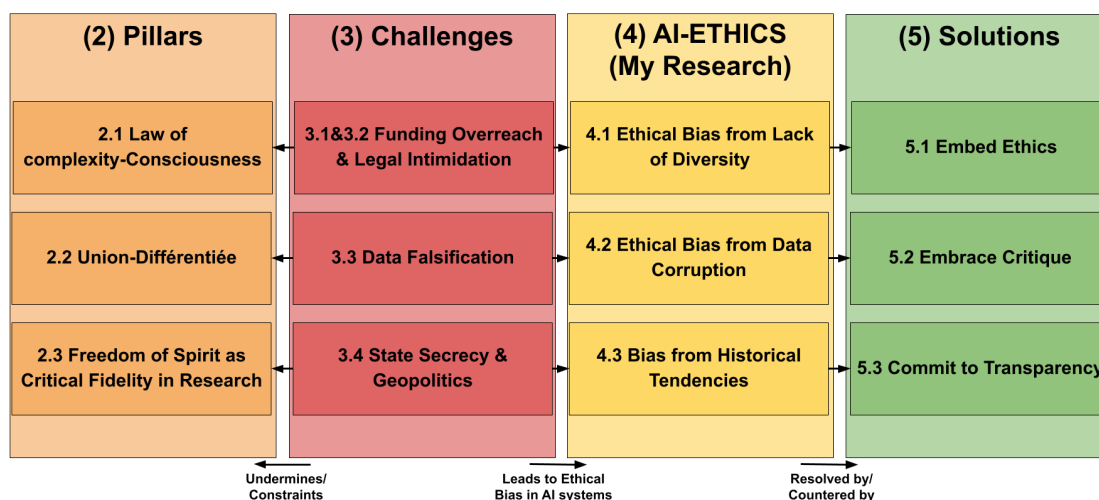 (2) Pillars
2.1 Law of
complexity-Consciousness
2.2 Union-Différentiée
2.3 Freedom of Spirit as
Critical Fidelity in Research
(3) Challenges
3.1&3.2 Funding Overreach
& Legal Intimidation
3.3 Data Falsification
3.4 State Secrecy &
Geopolitics
(4) AI-ETHICS
(My Research)
4.1 Ethical Bias from Lack
of Diversity
4.2 Ethical Bias from Data
Corruption
4.3 Bias from Historical
Tendencies
(5) Solutions
5.1 Embed Ethics
5.2 Embrace Critique
5.3 Commit to Transparency
Undermines/
Constraints
Leads to Ethical
Bias in AI systems
Resolved by/
Countered by